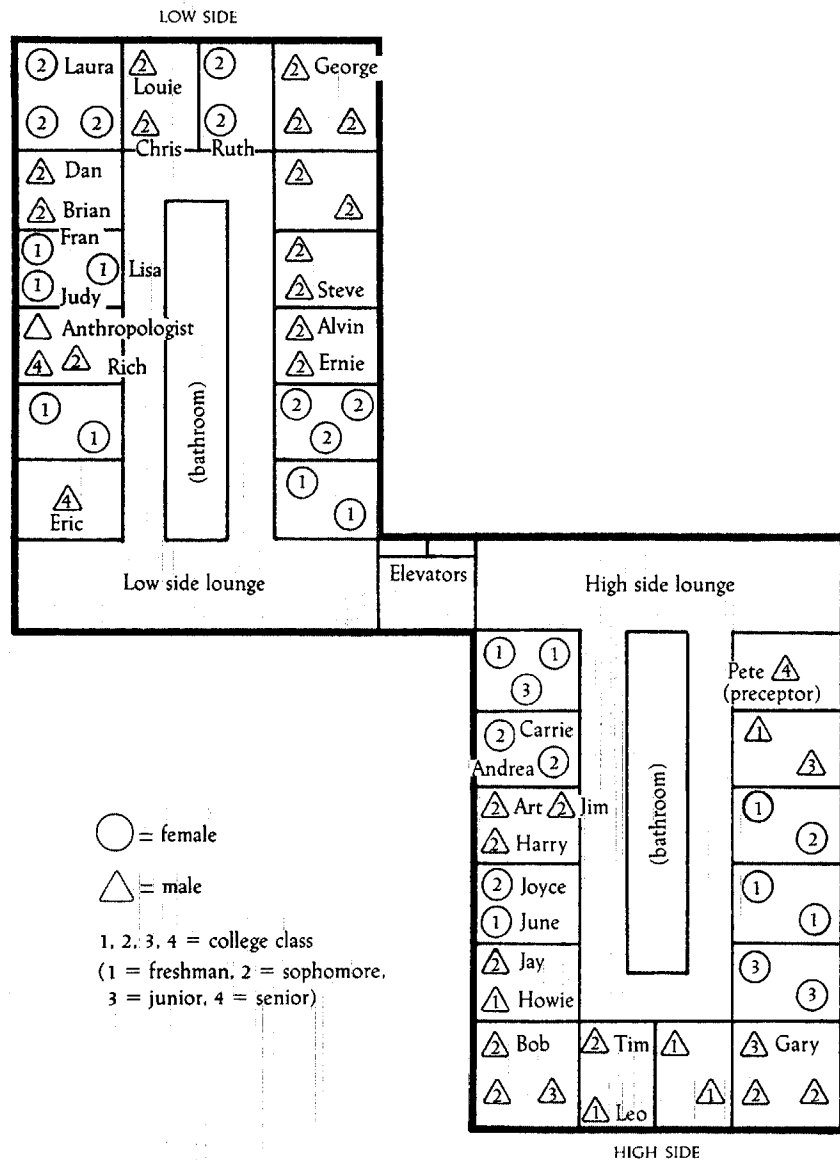 LOW SIDE
2 Laura 2 Louie 2 2 George
2 2 2 Chris 2 Ruth 2 2
2 Dan 2
2 Brian 2
1 Fran 1 Lisa 2
1 Judy 2 Steve
Anthropologist 2 Alvin
4 2 Rich 2 Ernie
(bathroom)
1 1 2 2 2
4 Eric 1 1
Low side lounge
Elevators
High side lounge
1 1 3
Pete 4
(preceptor)
2 Carrie 1
Andrea 2 3
2 Art 2 Jim 1
2 Harry 2
(bathroom)
2 Joyce 1
1 June 1
2 Jay 3
1 Howie 3
2 Bob 2 Tim 1 3 Gary
2 3 1 Leo 1 2 2
HIGH SIDE
= female
= male
1, 2, 3, 4 = college class
(1 = freshman, 2 = sophomore,
3 = junior, 4 = senior)